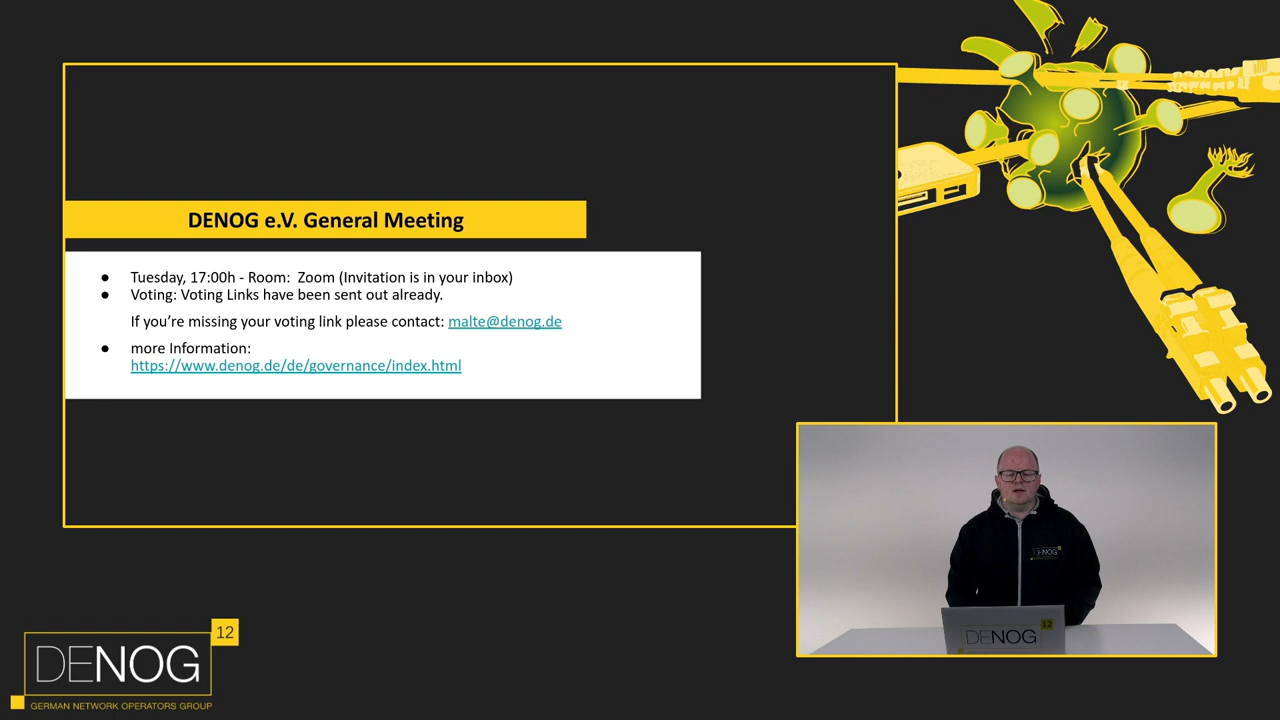 DENOG e.V. General Meeting
● Tuesday, 17:00h - Room: Zoom (Invitation is in your inbox)
● Voting: Voting Links have been sent out already.
If you're missing your voting link please contact: malte@denog.de
● more Information:
https://www.denog.de/de/governance/index.html
DENOG
DENOG
12
12
DENOG
GERMAN NETWORK OPERATORS GROUP